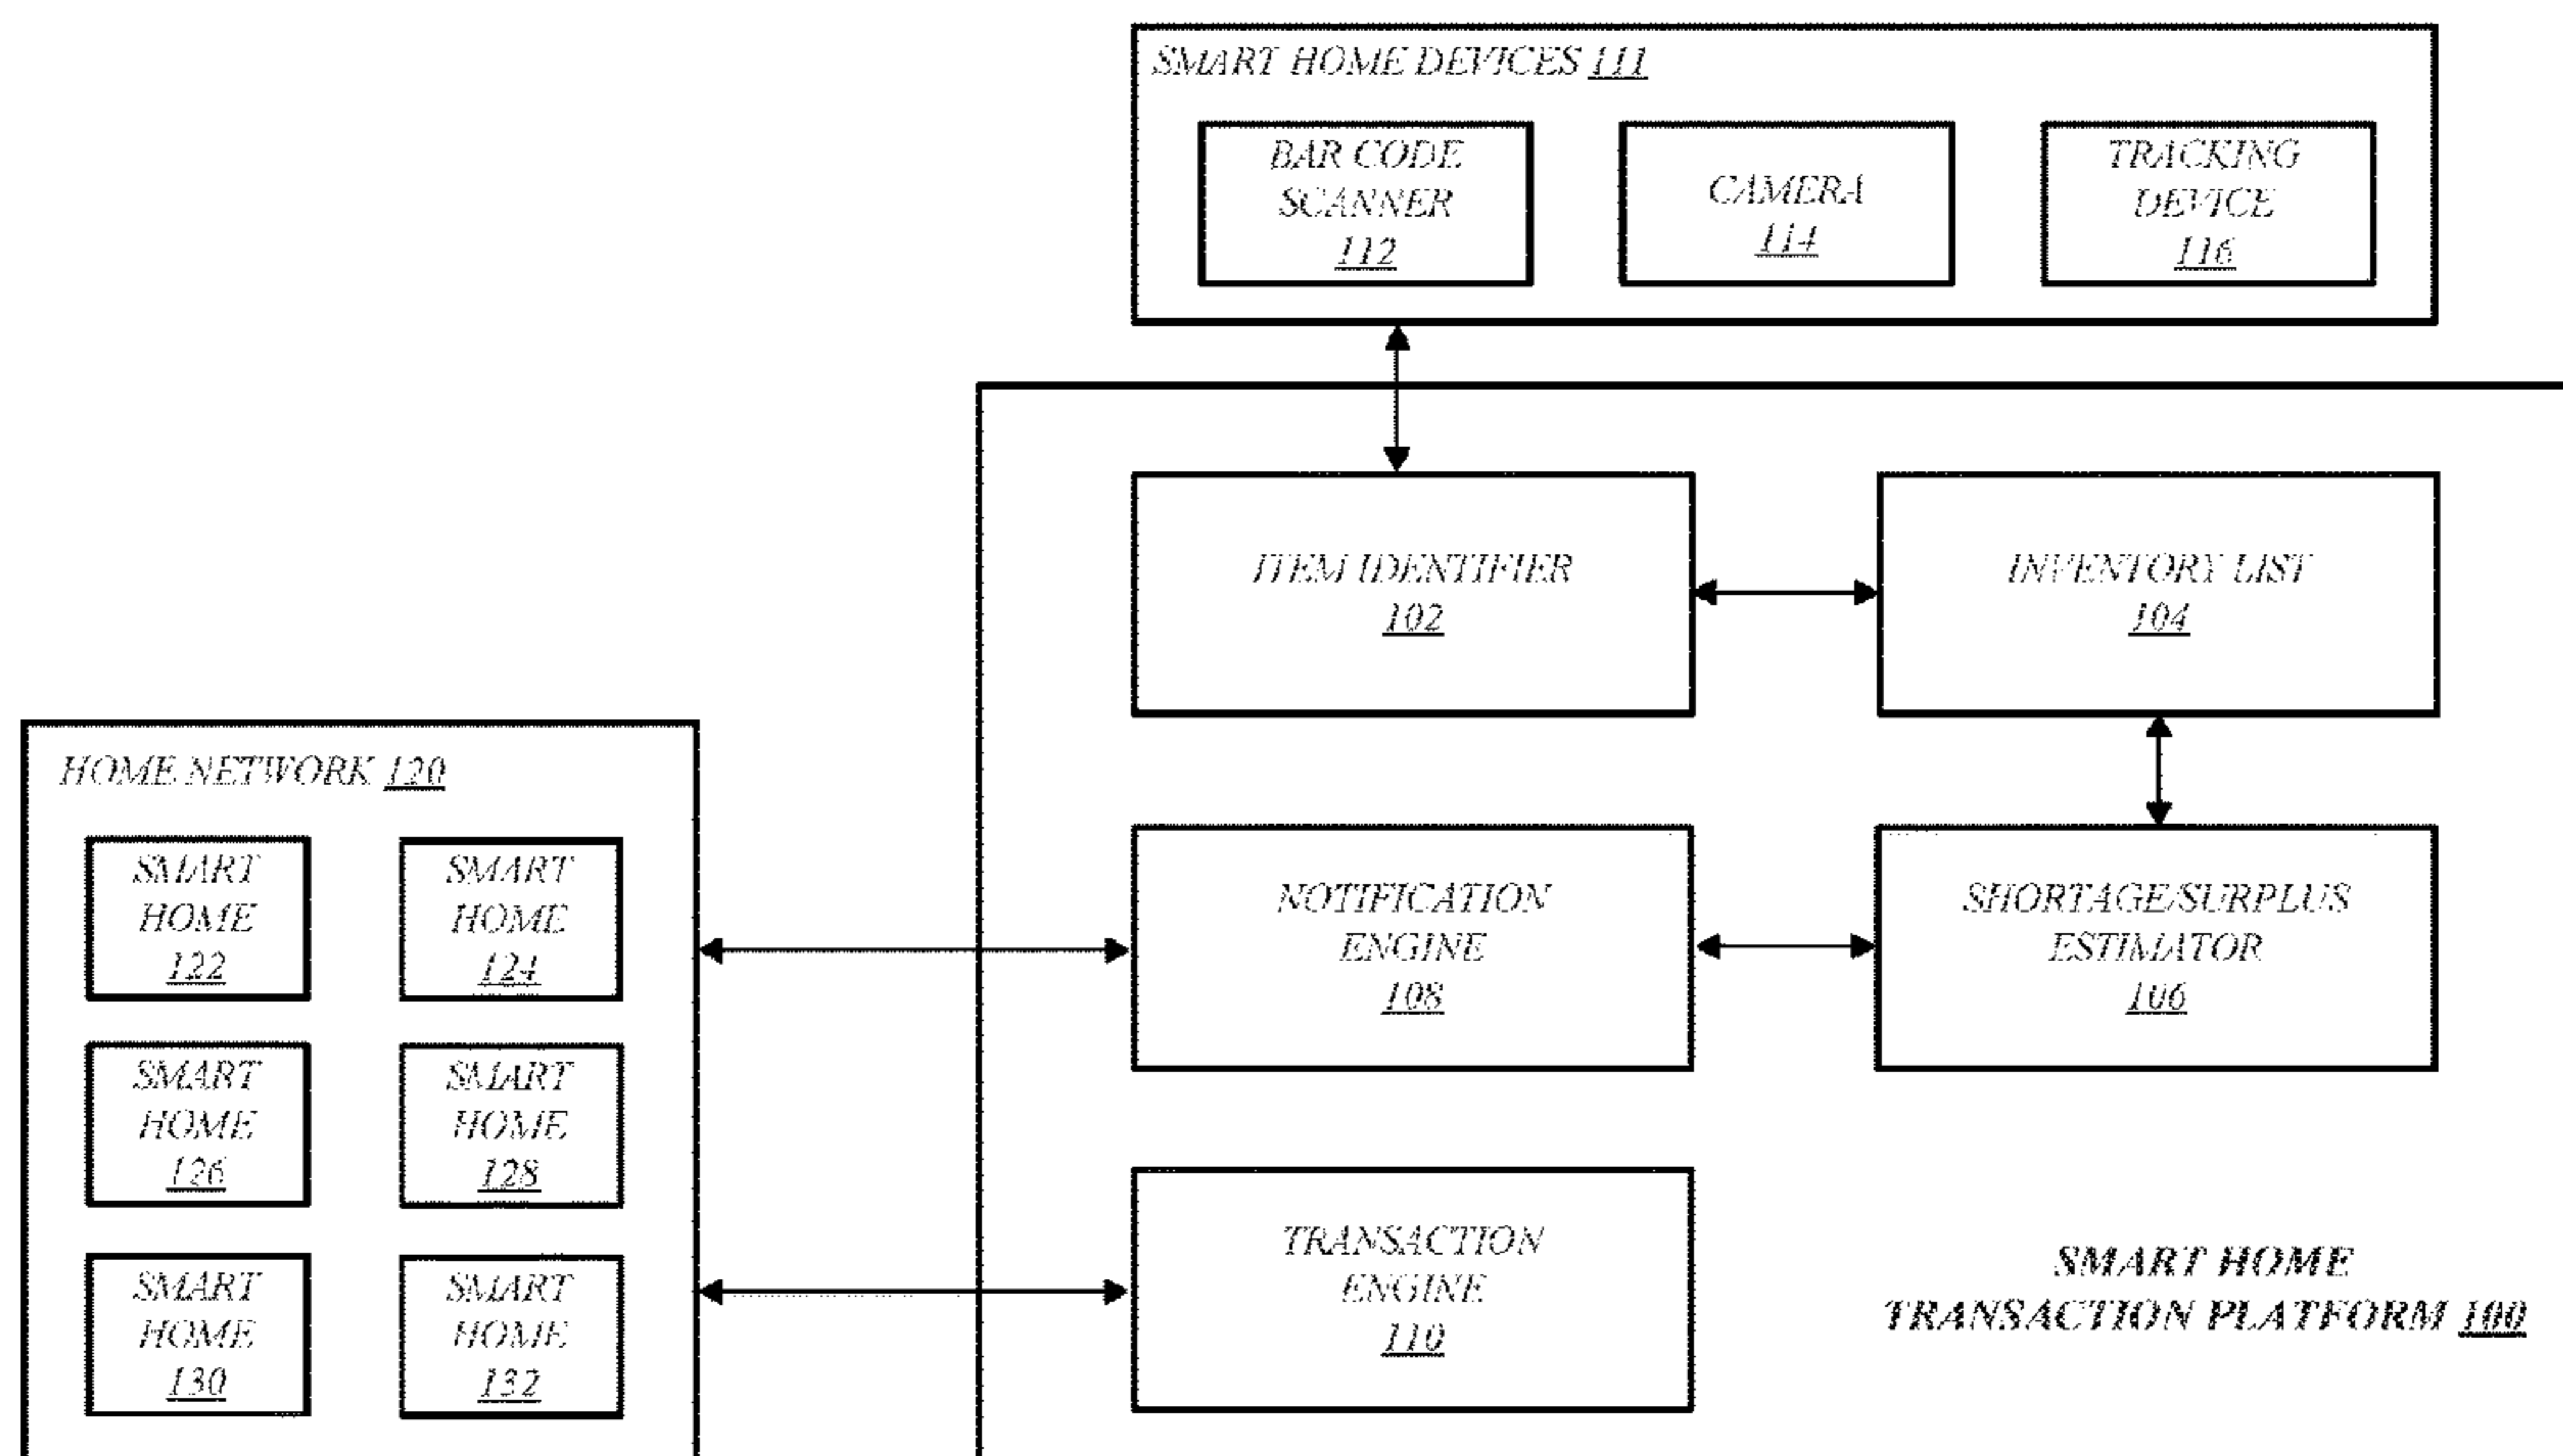 SMART HOME DEVICES 111
BAR CODE
SCANNER
112
CAMERA
114
TRACKING
DEVICE
116
ITEM IDENTIFIER
102
INVENTORY LIST
104
HOME NETWORK 120
SMART
HOME
122
SMART
HOME
124
SMART
HOME
126
SMART
HOME
128
SMART
HOME
130
SMART
HOME
132
NOTIFICATION
ENGINE
108
SHORTAGE/SURPLUS
ESTIMATOR
106
TRANSACTION
ENGINE
110
SMART HOME
TRANSACTION PLATFORM 100